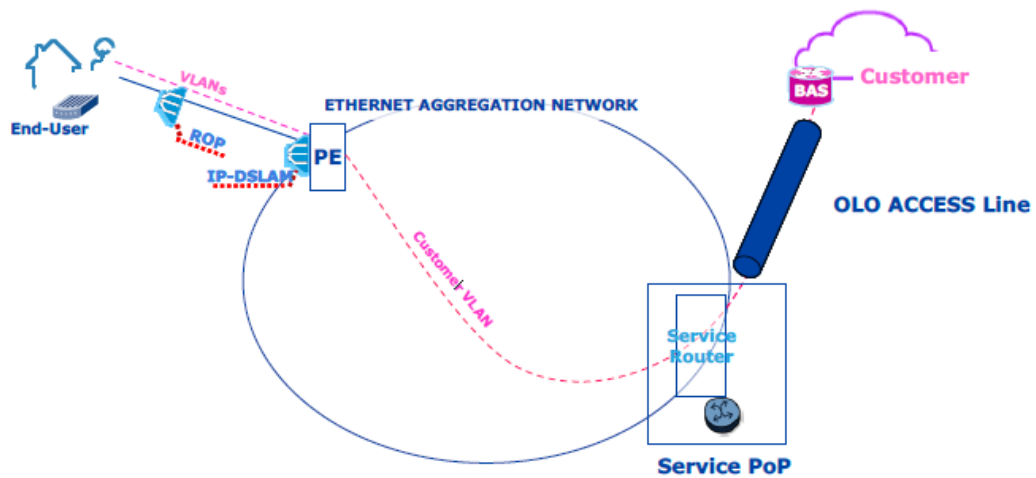 VLANs
End-User
ROP
IP-DSLAM
PE
ETHERNET AGGREGATION NETWORK
BAS
Customer
OLO ACCESS Line
Customer VLAN
Service
Router
Service PoP